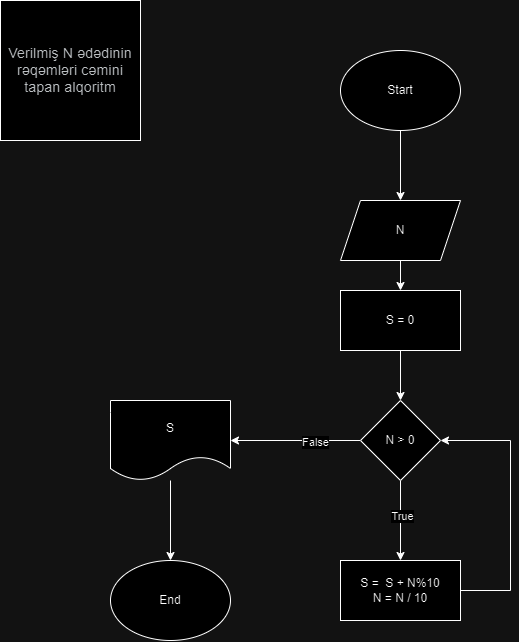 Verilmiş N ədədinin
rəqəmləri cəmini
tapan alqoritm
Start
N
S = 0
N > 0
False
S
True
S =  S + N%10
N = N / 10
End